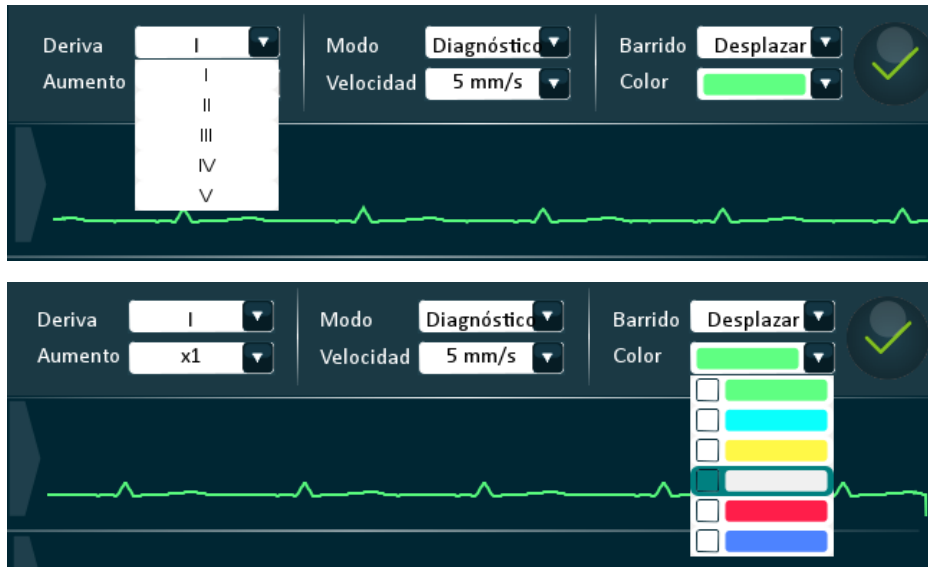 Deriva I Modo Diagnóstico Barrido Desplazar
Aumento Velocidad 5 mm/s Color
I
II
III
IV
V
Deriva I Modo Diagnóstico Barrido Desplazar
Aumento x1 Velocidad 5 mm/s Color